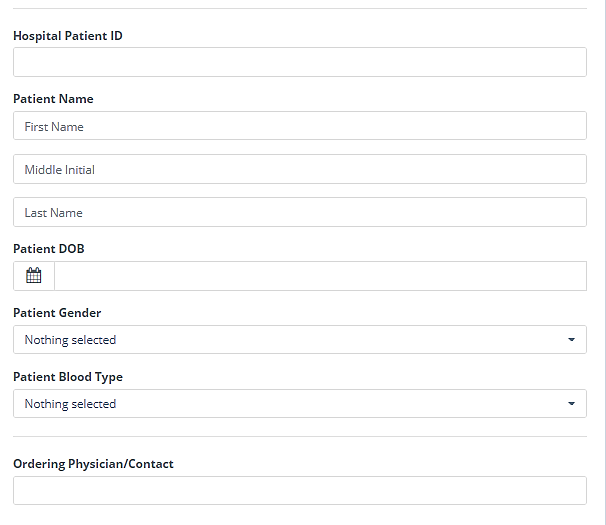 Hospital Patient ID
Patient Name
First Name
Middle Initial
Last Name
Patient DOB
Patient Gender
Nothing selected
Patient Blood Type
Nothing selected
Ordering Physician/Contact